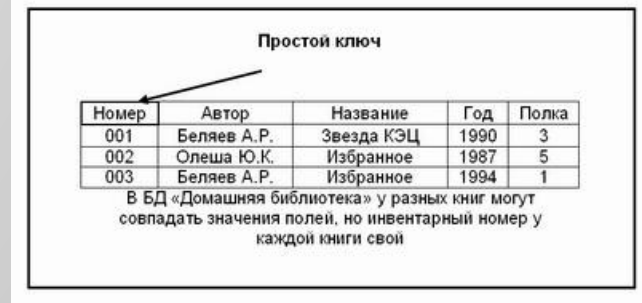 Простой ключ
Номер Автор Название Год Полка
001 Беляев А.Р. Звезда КЭЦ 1990 3
002 Олеша Ю.К. Избранное 1987 5
003 Беляев А.Р. Избранное 1994 1
В БД «Домашняя библиотека» у разных книг могут
совпадать значения полей, но инвентарный номер у
каждой книги свой